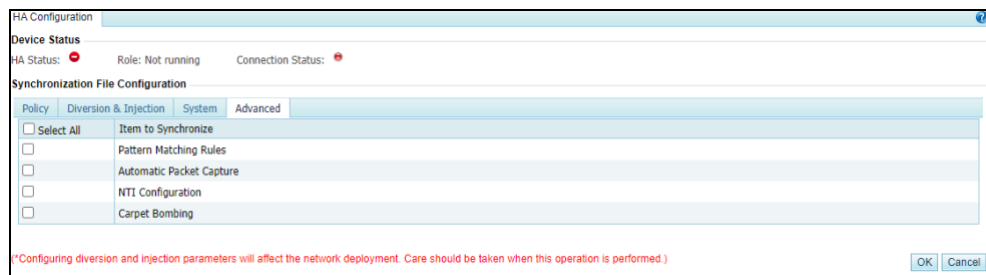 HA Configuration
Device Status
HA Status: Role: Not running Connection Status:
Synchronization File Configuration
Policy Diversion & Injection System Advanced
Select All Item to Synchronize
Pattern Matching Rules
Automatic Packet Capture
NTI Configuration
Carpet Bombing
(*Configuring diversion and injection parameters will affect the network deployment. Care should be taken when this operation is performed.)
OK Cancel